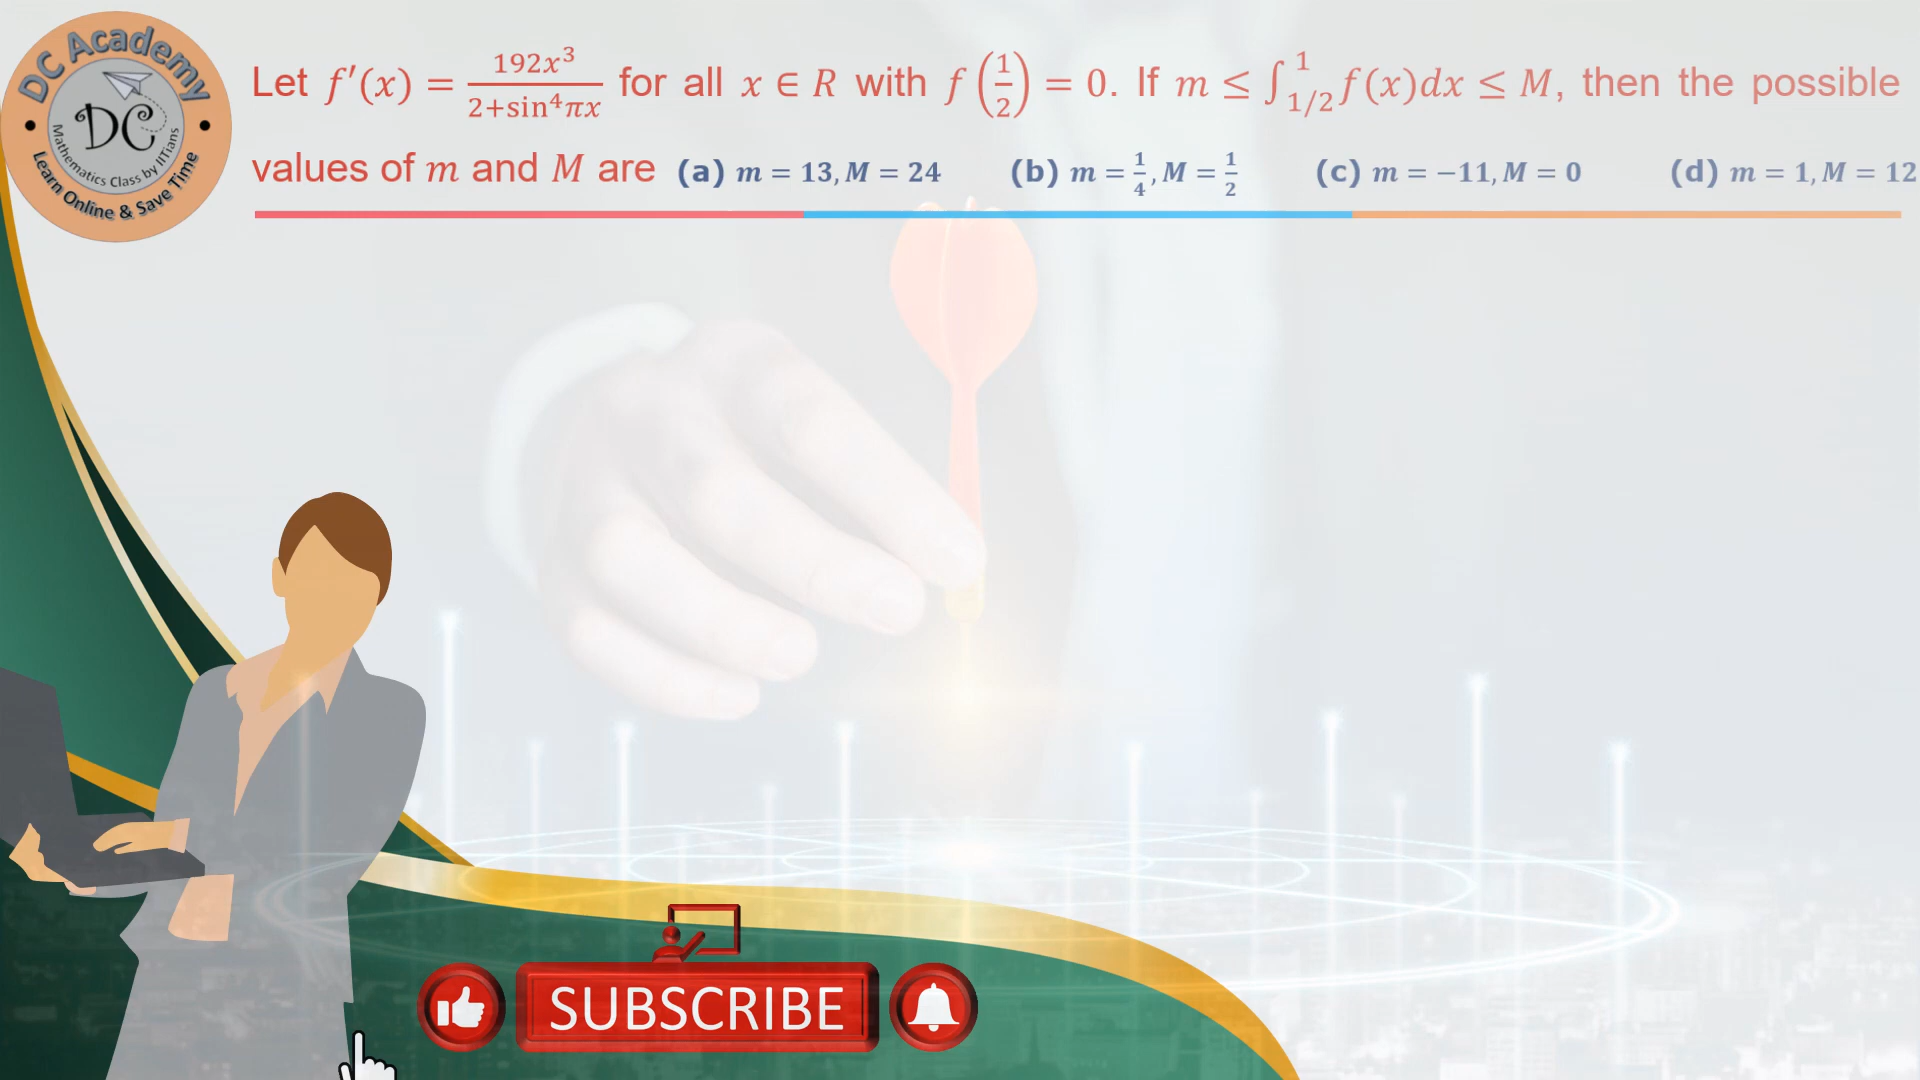 DC Academy
DC
Mathematics Class by IITians
Learn Online & Save Time
Let f′(x) = 192x³/(2+sin⁴πx) for all x ∈ R with f(1/2) = 0. If m ≤ ∫_{1/2}^{1} f(x)dx ≤ M, then the possible
values of m and M are (a) m = 13, M = 24 (b) m = 1/4, M = 1/2 (c) m = −11, M = 0 (d) m = 1, M = 12
SUBSCRIBE